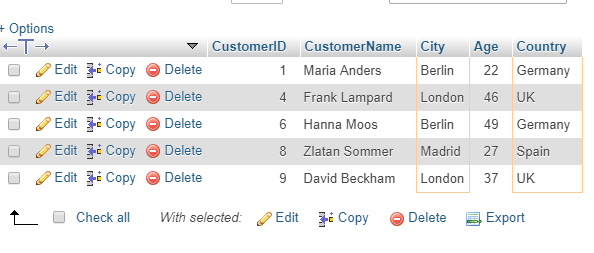 + Options
CustomerID CustomerName City Age Country
Edit Copy Delete 1 Maria Anders Berlin 22 Germany
Edit Copy Delete 4 Frank Lampard London 46 UK
Edit Copy Delete 6 Hanna Moos Berlin 49 Germany
Edit Copy Delete 8 Zlatan Sommer Madrid 27 Spain
Edit Copy Delete 9 David Beckham London 37 UK
Check all With selected: Edit Copy Delete Export